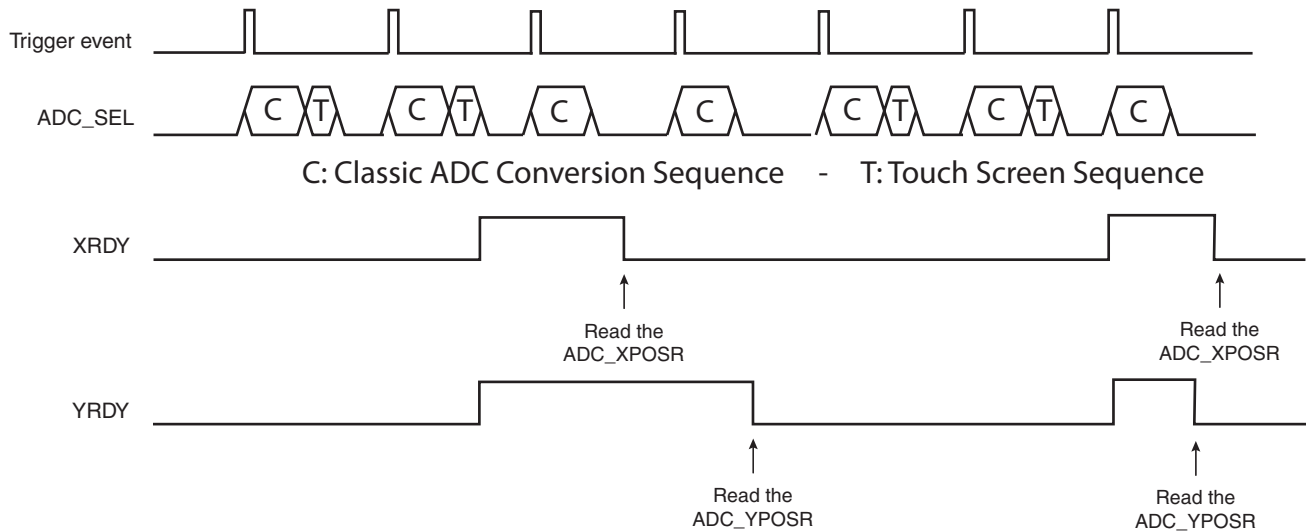 Trigger event
ADC_SEL
C T C T C C C T C T C
C: Classic ADC Conversion Sequence - T: Touch Screen Sequence
XRDY
Read the
ADC_XPOSR
Read the
ADC_XPOSR
YRDY
Read the
ADC_YPOSR
Read the
ADC_YPOSR